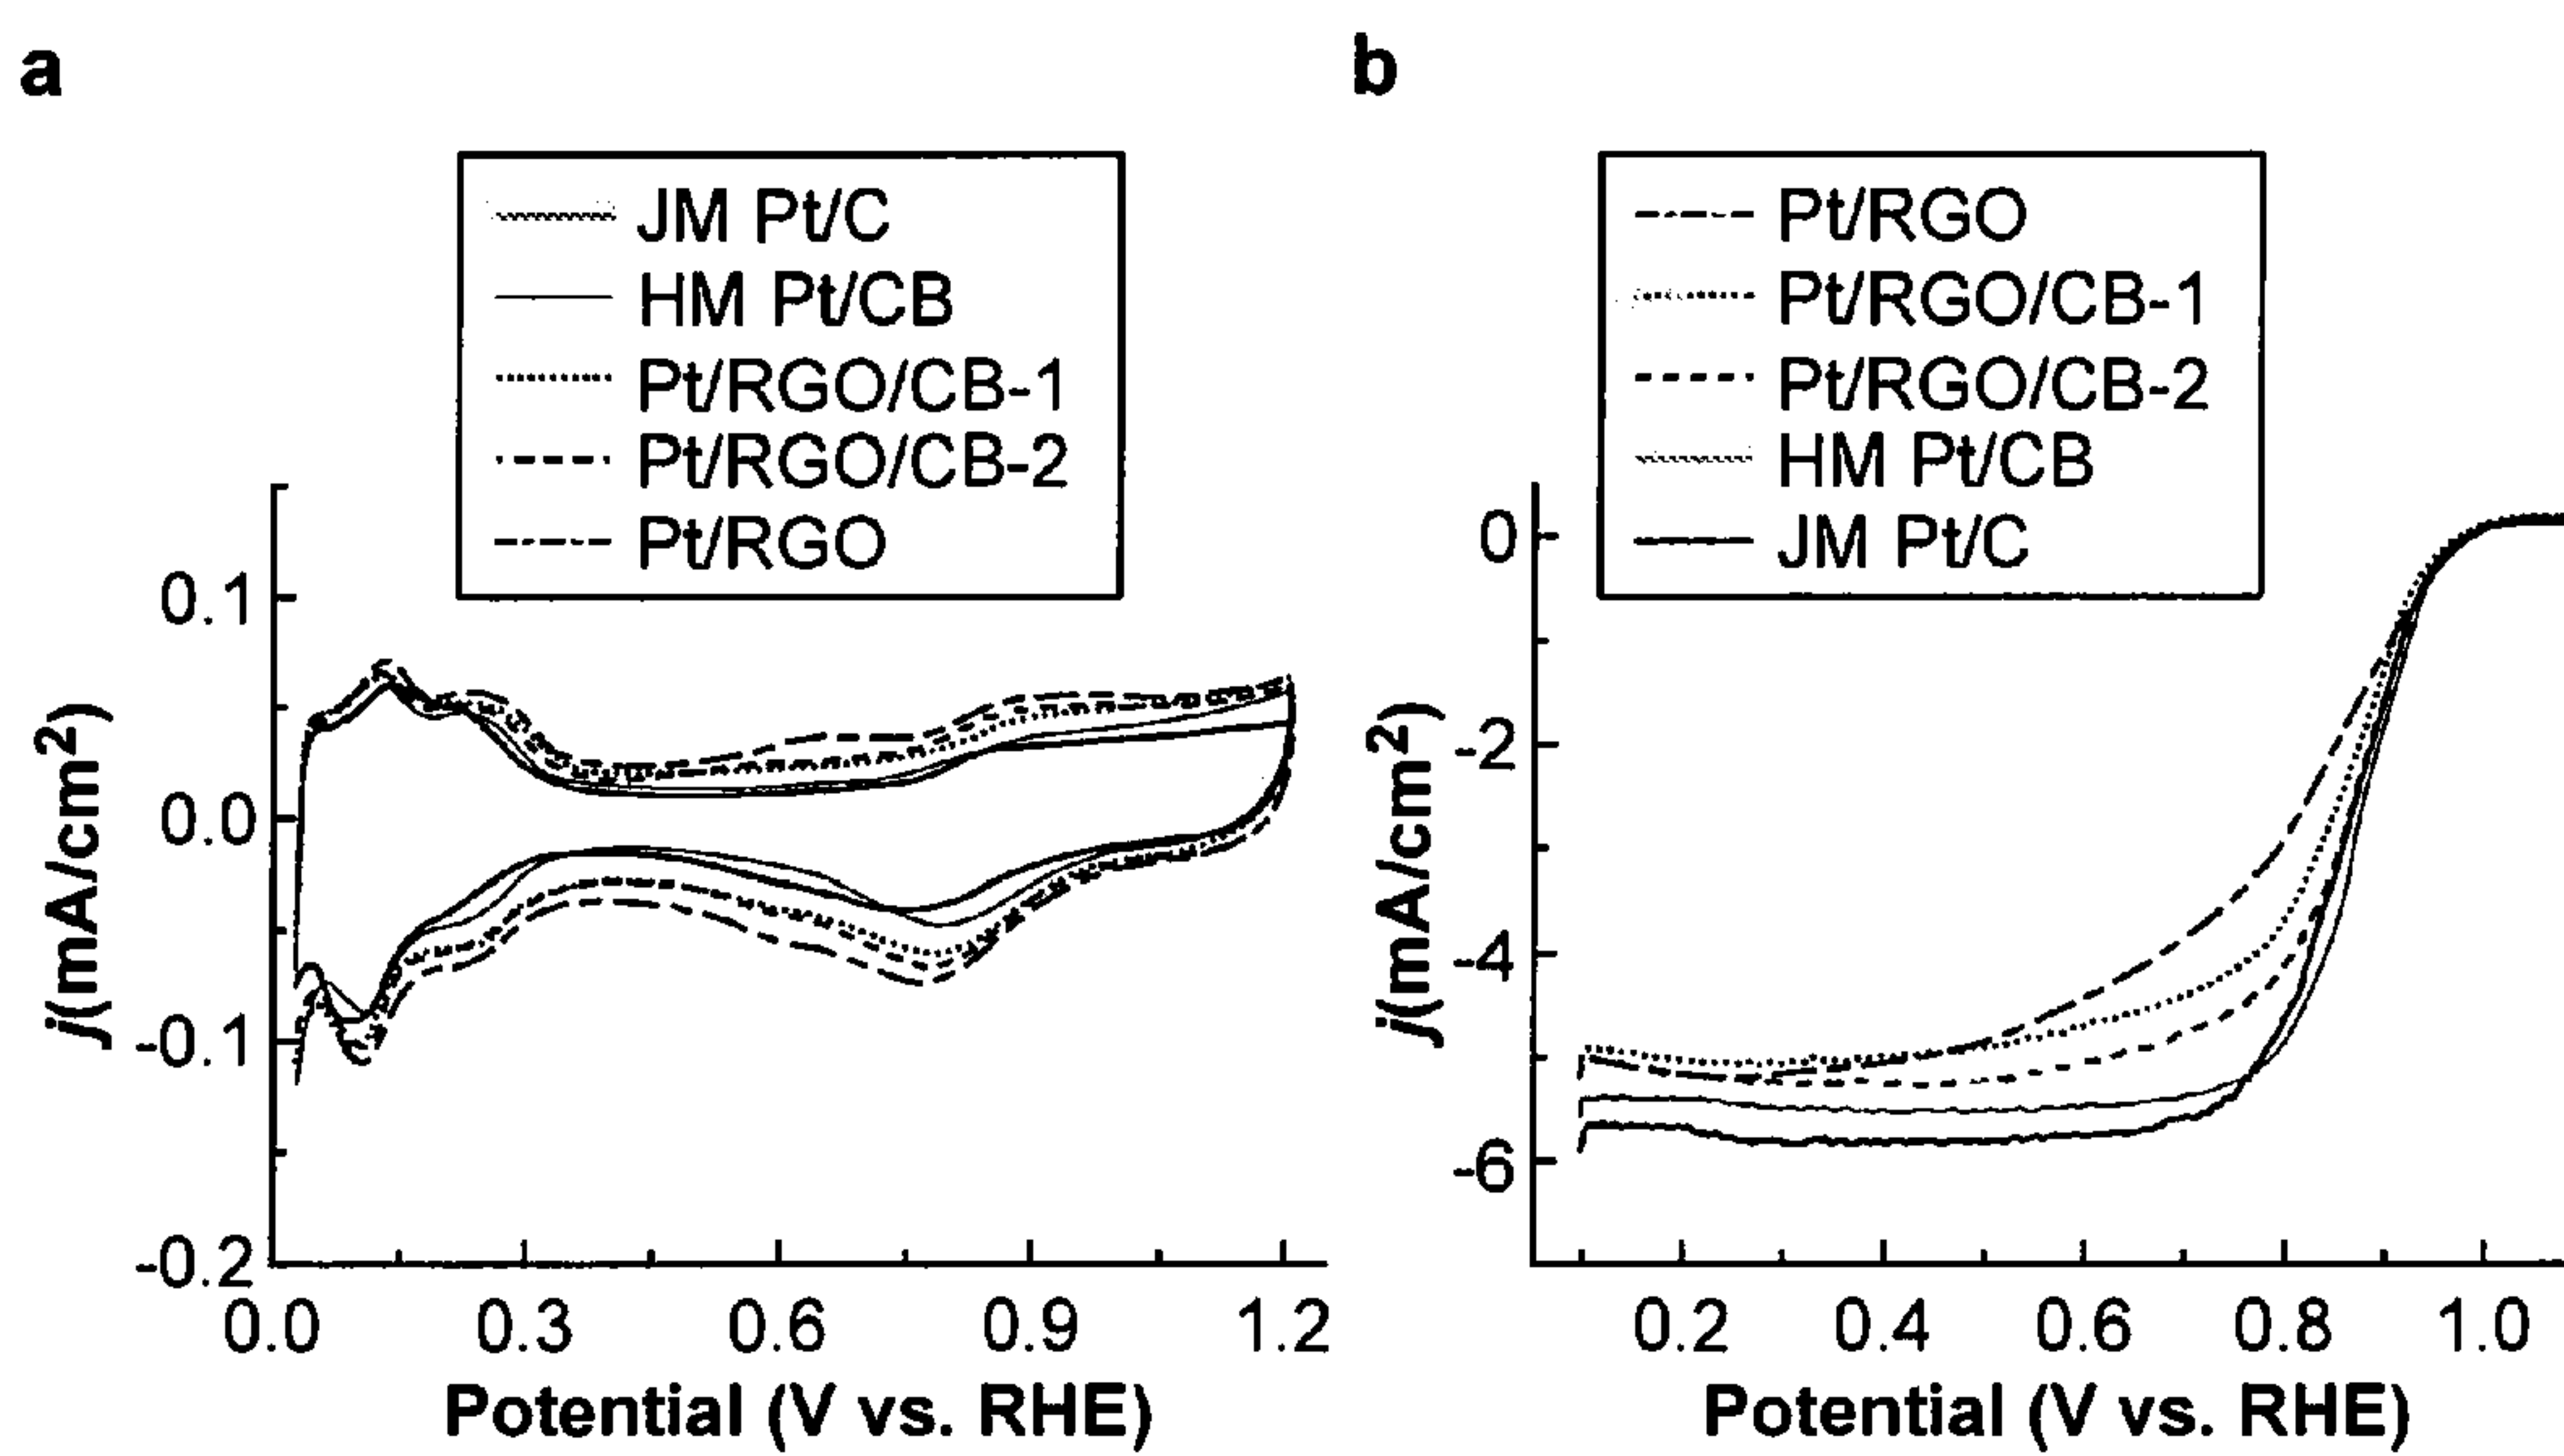 a
JM Pt/C
HM Pt/CB
Pt/RGO/CB-1
Pt/RGO/CB-2
Pt/RGO
0.1
0.0
-0.1
-0.2
j(mA/cm²)
0.0 0.3 0.6 0.9 1.2
Potential (V vs. RHE)
b
Pt/RGO
Pt/RGO/CB-1
Pt/RGO/CB-2
HM Pt/CB
JM Pt/C
0
-2
-4
-6
j(mA/cm²)
0.2 0.4 0.6 0.8 1.0
Potential (V vs. RHE)